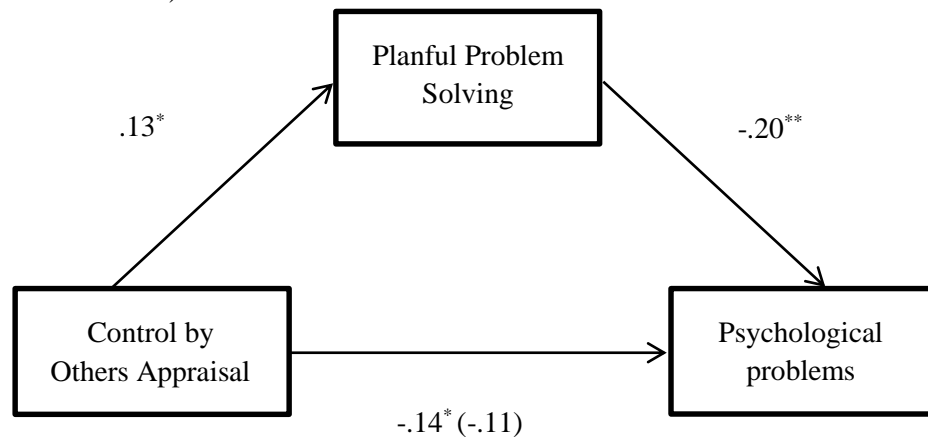 Planful Problem
Solving
.13*
-.20**
Control by
Others Appraisal
Psychological
problems
-.14* (-.11)